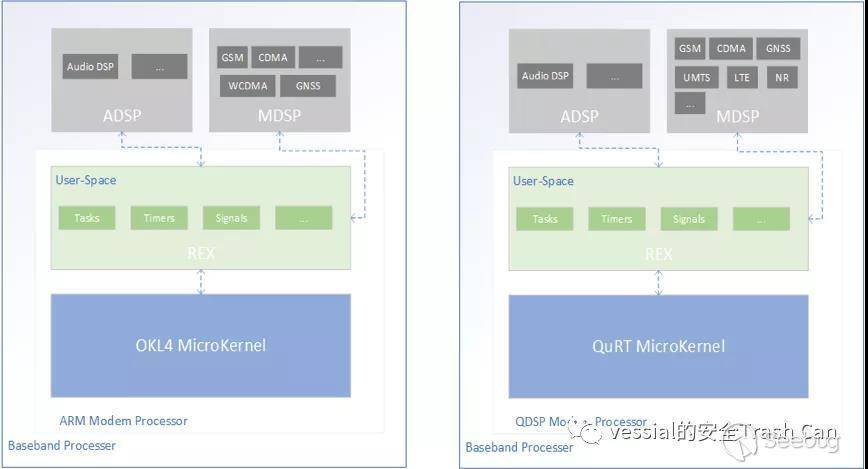 GSM CDMA ...
Audio DSP ...
WCDMA GNSS
ADSP
MDSP
User-Space
Tasks Timers Signals ...
REX
OKL4 MicroKernel
ARM Modem Processor
Baseband Processer
GSM CDMA GNSS
Audio DSP ...
UMTS LTE NR
...
ADSP
MDSP
User-Space
Tasks Timers Signals ...
REX
QuRT MicroKernel
QDSP Processor
Baseband Processer
vessial的安全Trash Can
Seebug